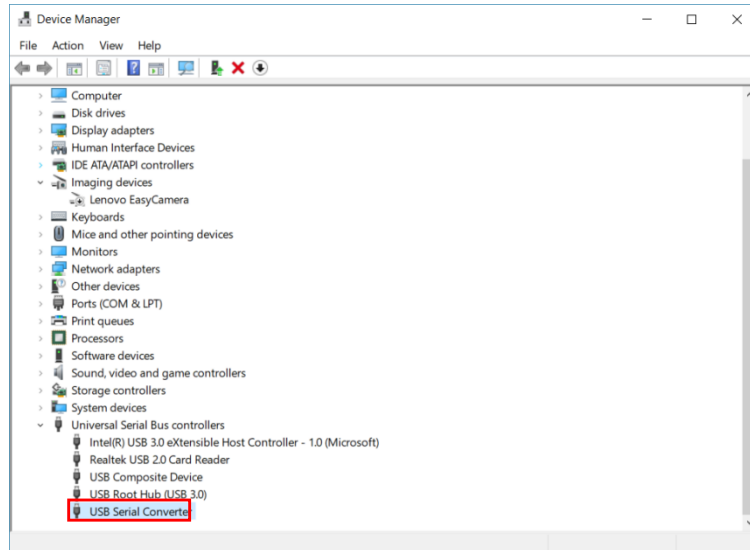 Device Manager
File Action View Help
Computer
Disk drives
Display adapters
Human Interface Devices
IDE ATA/ATAPI controllers
Imaging devices
Lenovo EasyCamera
Keyboards
Mice and other pointing devices
Monitors
Network adapters
Other devices
Ports (COM & LPT)
Print queues
Processors
Software devices
Sound, video and game controllers
Storage controllers
System devices
Universal Serial Bus controllers
Intel(R) USB 3.0 eXtensible Host Controller - 1.0 (Microsoft)
Realtek USB 2.0 Card Reader
USB Composite Device
USB Root Hub (USB 3.0)
USB Serial Converter